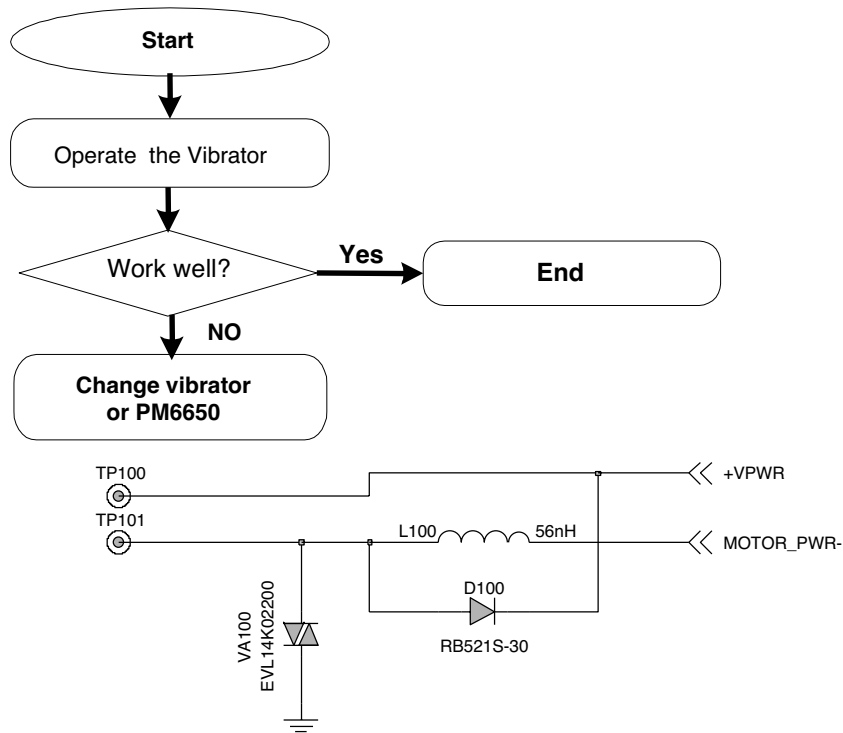 Start
Operate the Vibrator
Work well?
Yes
End
NO
Change vibrator
or PM6650
TP100
+VPWR
TP101
L100
56nH
MOTOR_PWR-
D100
RB521S-30
VA100
EVL14K02200